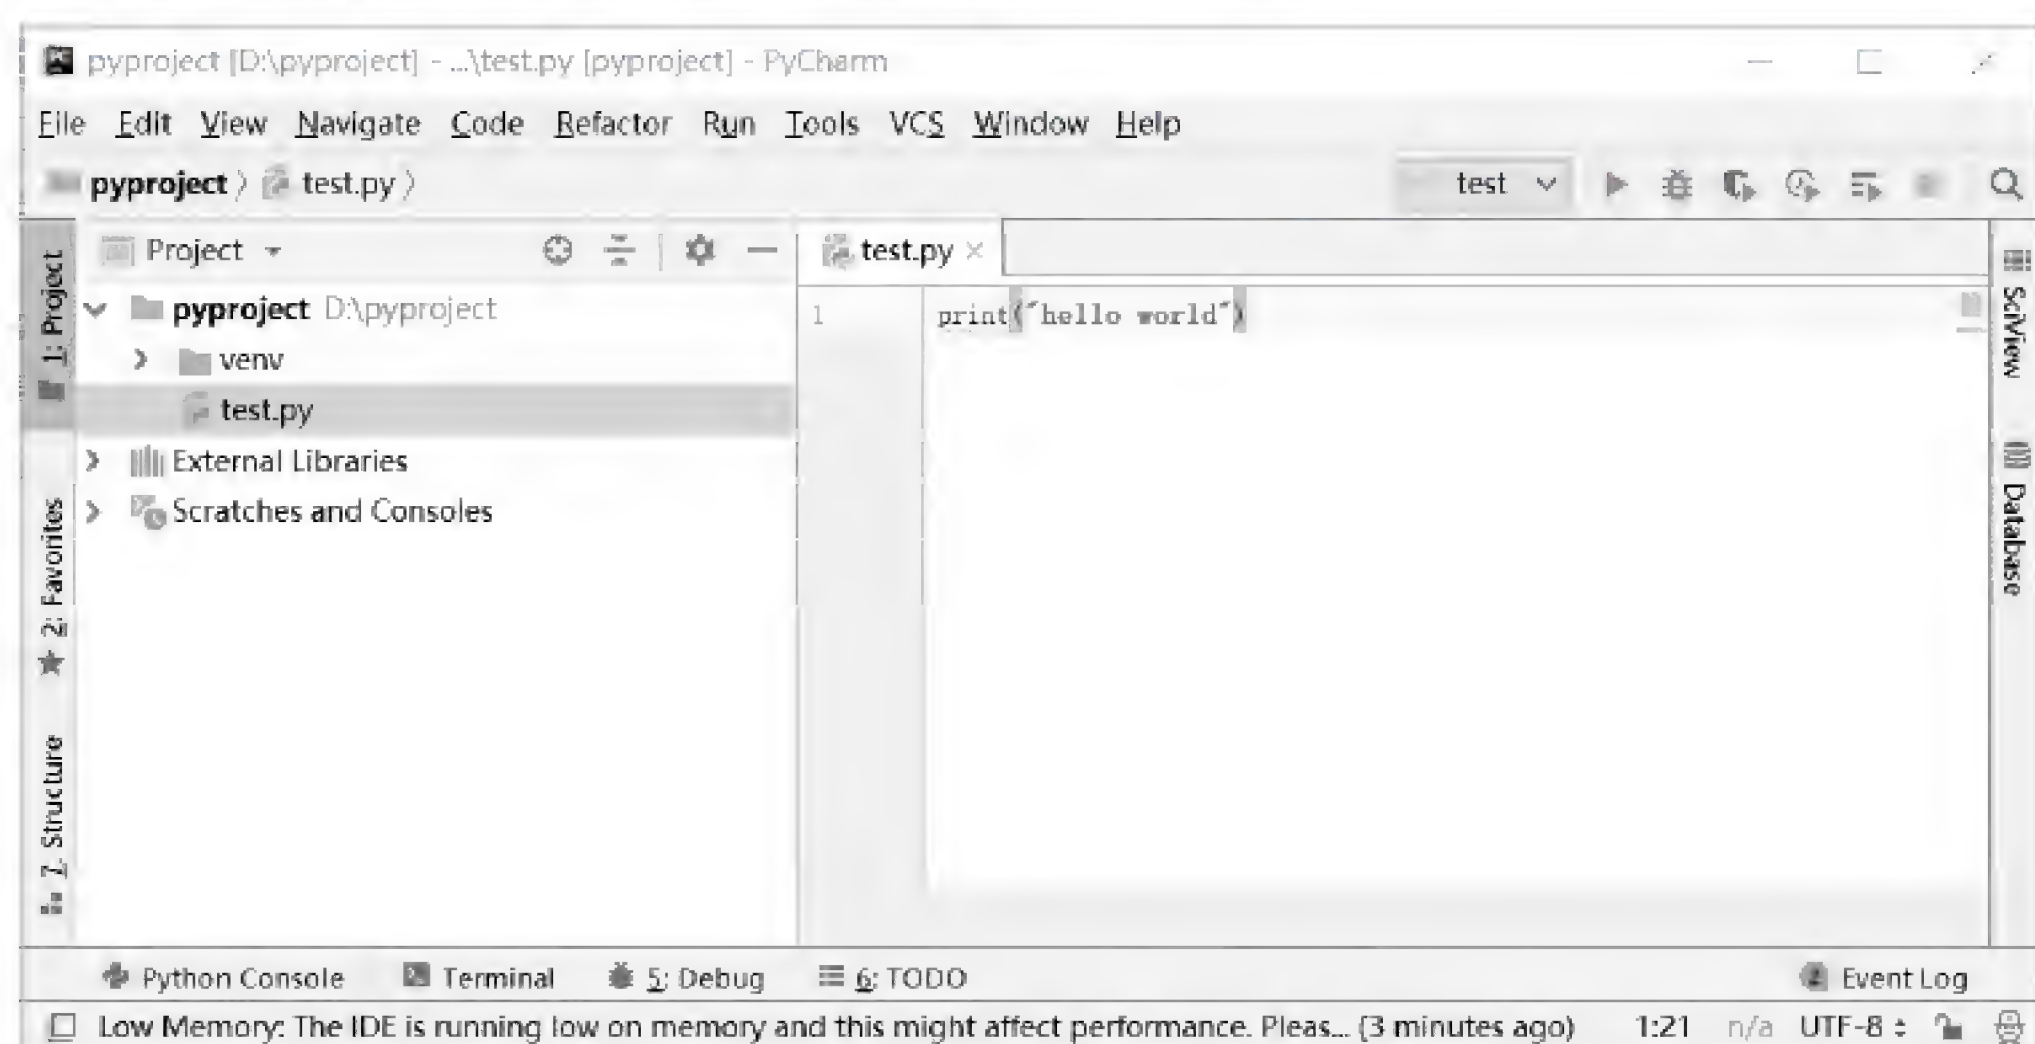 pyproject [D:\pyproject] - ...\test.py [pyproject] - PyCharm
File Edit View Navigate Code Refactor Run Tools VCS Window Help
pyproject test.py
test
1: Project
2: Favorites
7: Structure
Project
pyproject D:\pyproject
venv
test.py
External Libraries
Scratches and Consoles
test.py
1 print("hello world")
SciView
Database
Python Console Terminal 5: Debug 6: TODO 2 Event Log
Low Memory: The IDE is running low on memory and this might affect performance. Pleas... (3 minutes ago) 1:21 n/a UTF-8